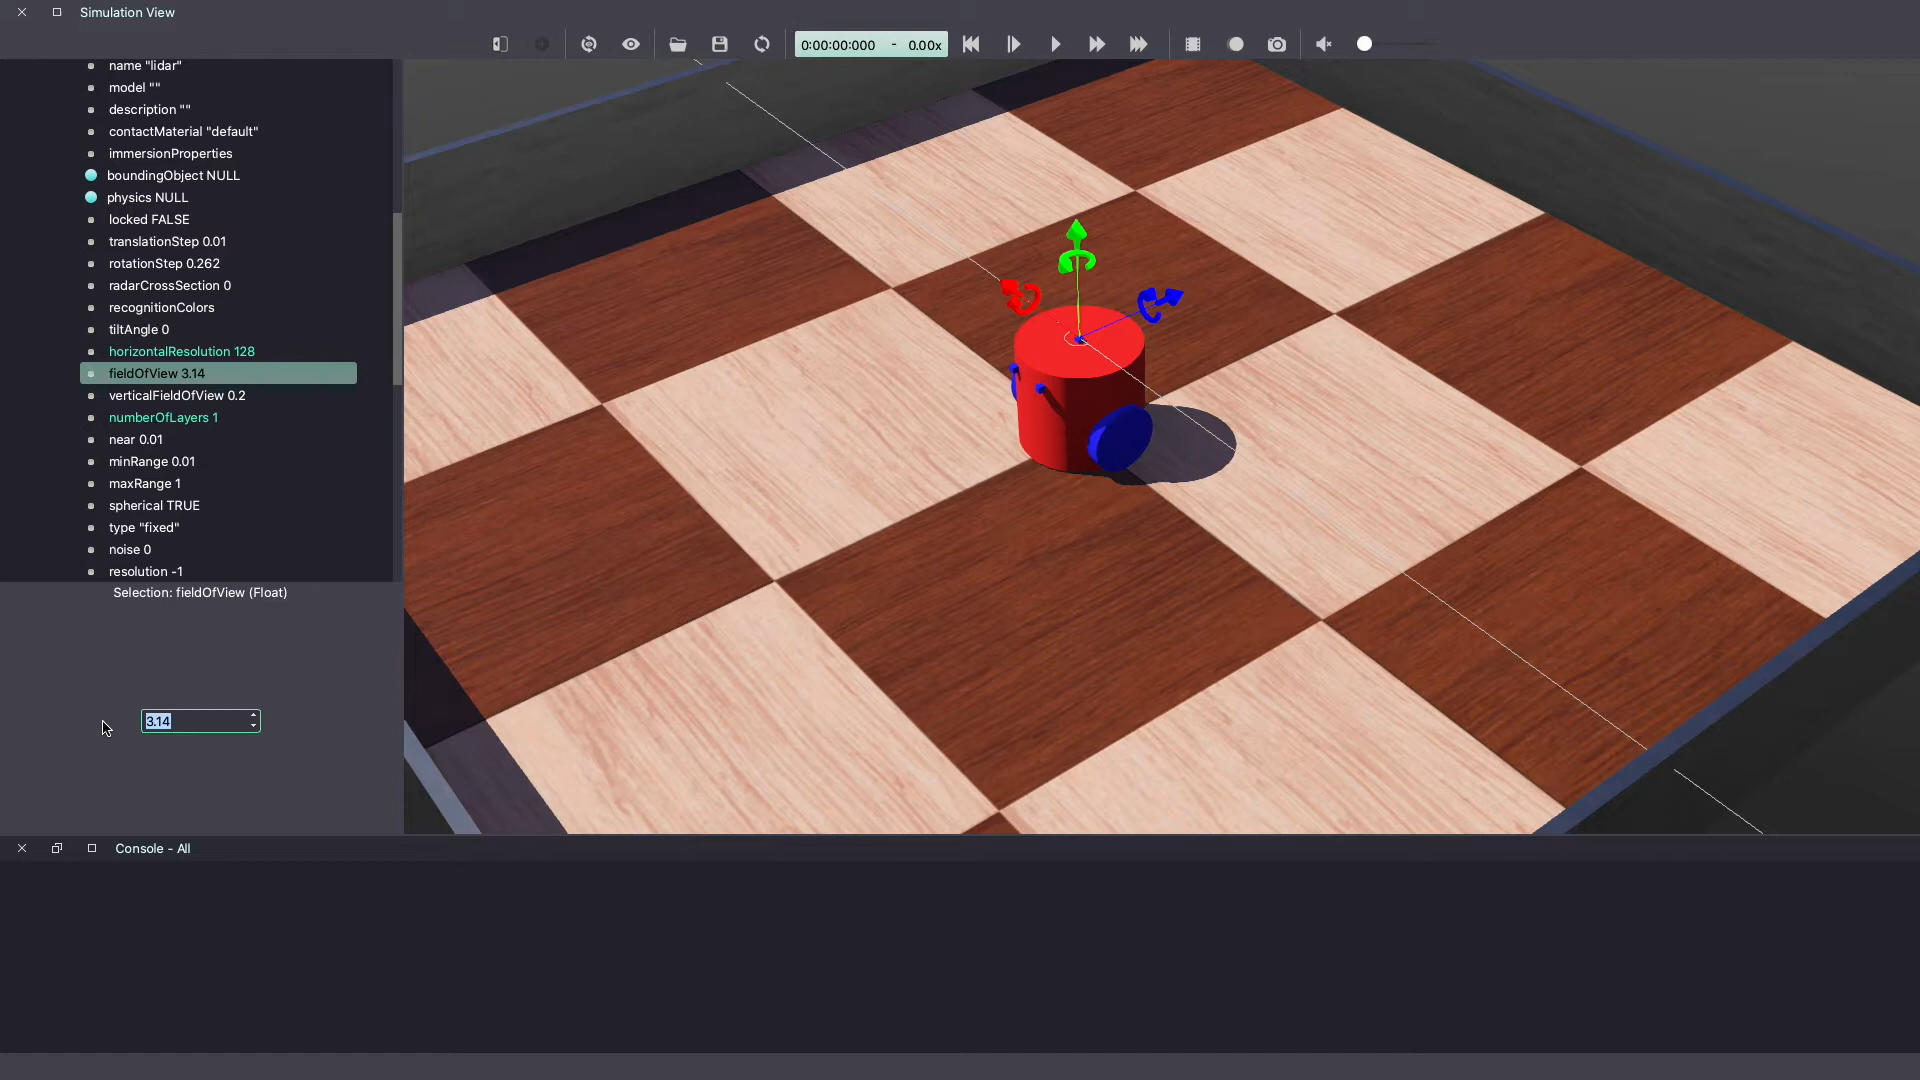 Simulation View
0:00:00:000 - 0.00x
name "lidar"
model ""
description ""
contactMaterial "default"
immersionProperties
boundingObject NULL
physics NULL
locked FALSE
translationStep 0.01
rotationStep 0.262
radarCrossSection 0
recognitionColors
tiltAngle 0
horizontalResolution 128
fieldOfView 3.14
verticalFieldOfView 0.2
numberOfLayers 1
near 0.01
minRange 0.01
maxRange 1
spherical TRUE
type "fixed"
noise 0
resolution -1
Selection: fieldOfView (Float)
3.14
Console - All